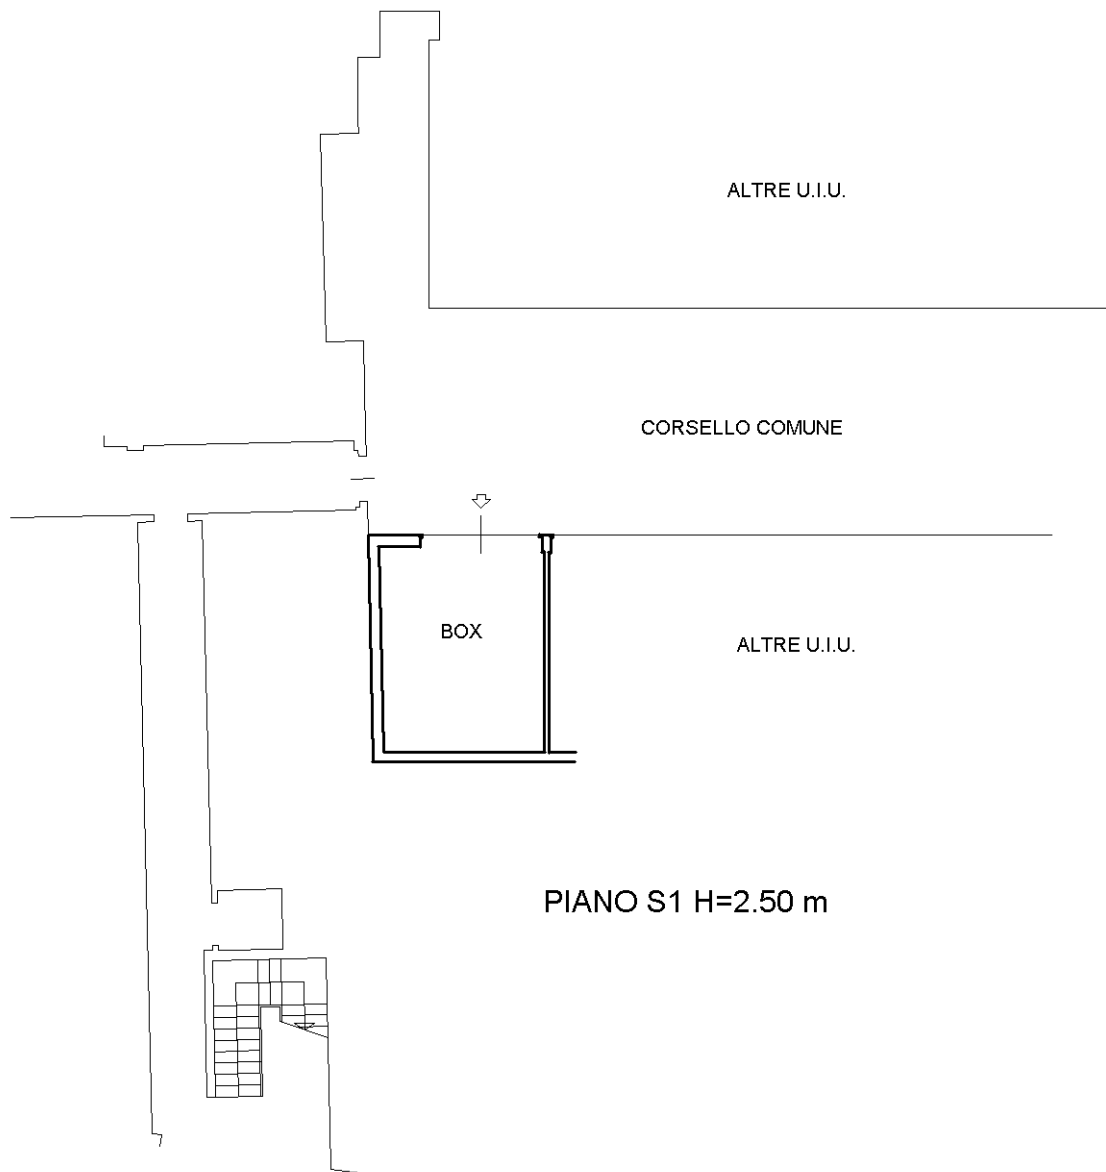 ALTRE U.I.U.
CORSELLO COMUNE
BOX
ALTRE U.I.U.
PIANO S1 H=2.50 m